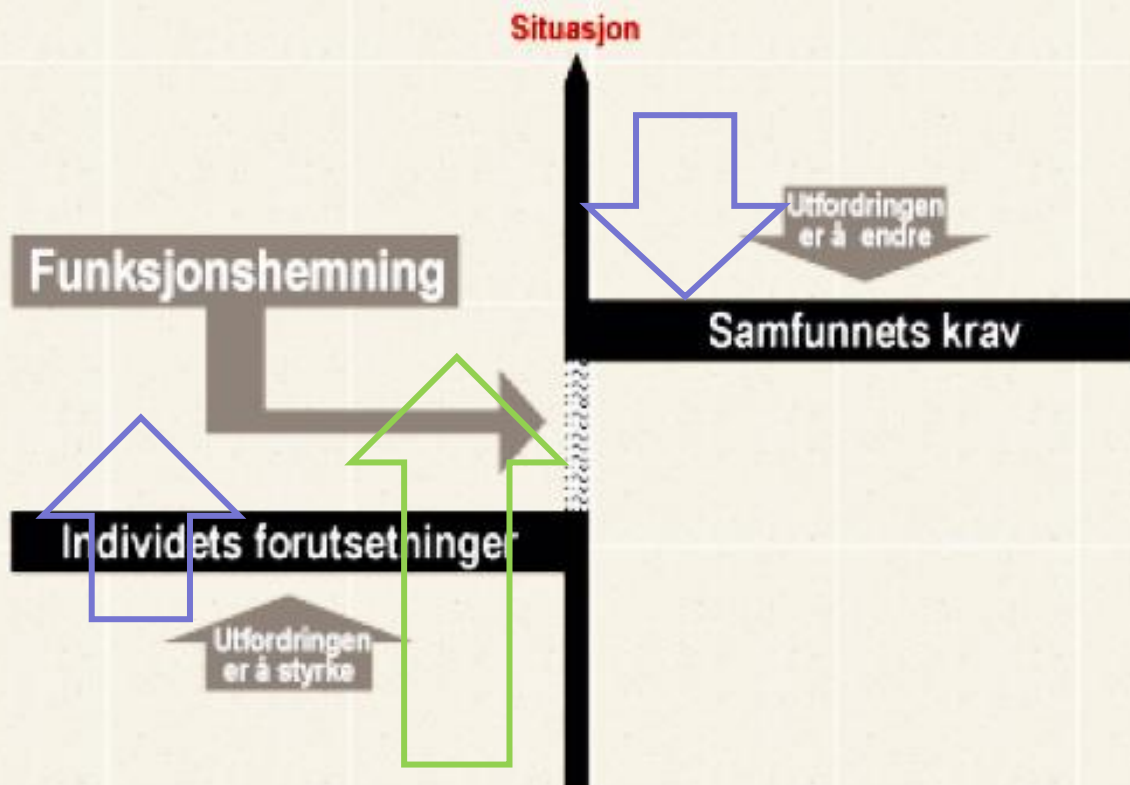 Situasjon
Utfordringen
er å endre
Funksjonshemning
Samfunnets krav
Individets forutsetninger
Utfordringen
er å styrke